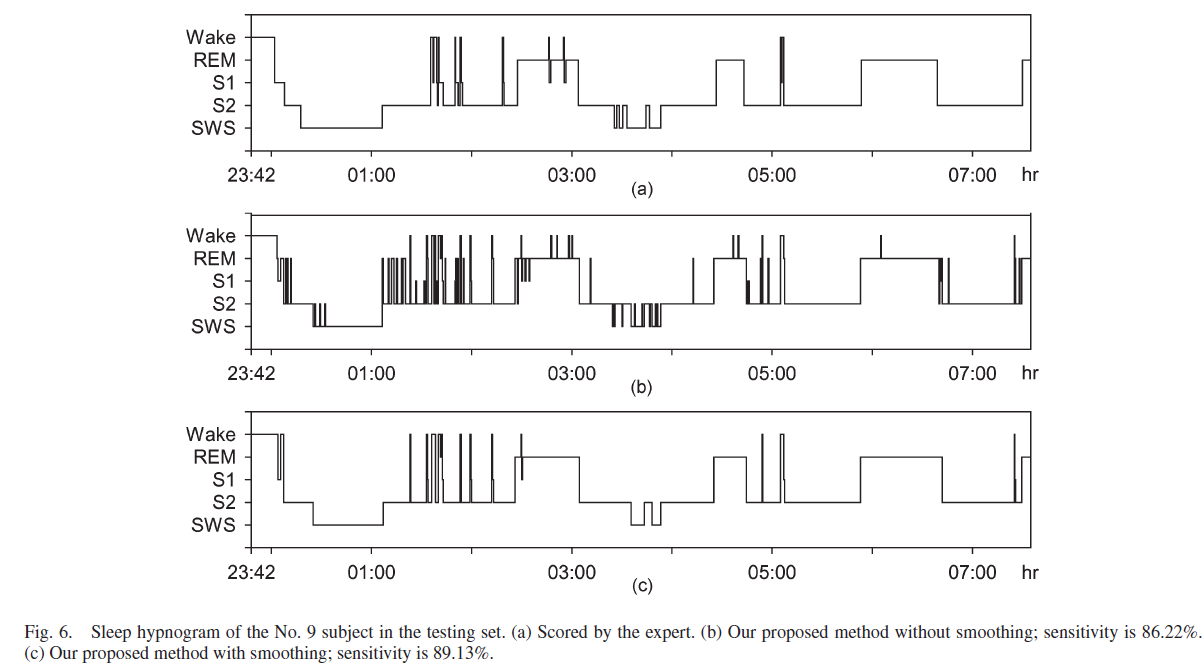 Wake
REM
S1
S2
SWS
23:42 01:00 03:00 05:00 07:00 hr
(a)
Wake
REM
S1
S2
SWS
23:42 01:00 03:00 05:00 07:00 hr
(b)
Wake
REM
S1
S2
SWS
23:42 01:00 03:00 05:00 07:00 hr
(c)
Fig. 6. Sleep hypnogram of the No. 9 subject in the testing set. (a) Scored by the expert. (b) Our proposed method without smoothing; sensitivity is 86.22%.
(c) Our proposed method with smoothing; sensitivity is 89.13%.